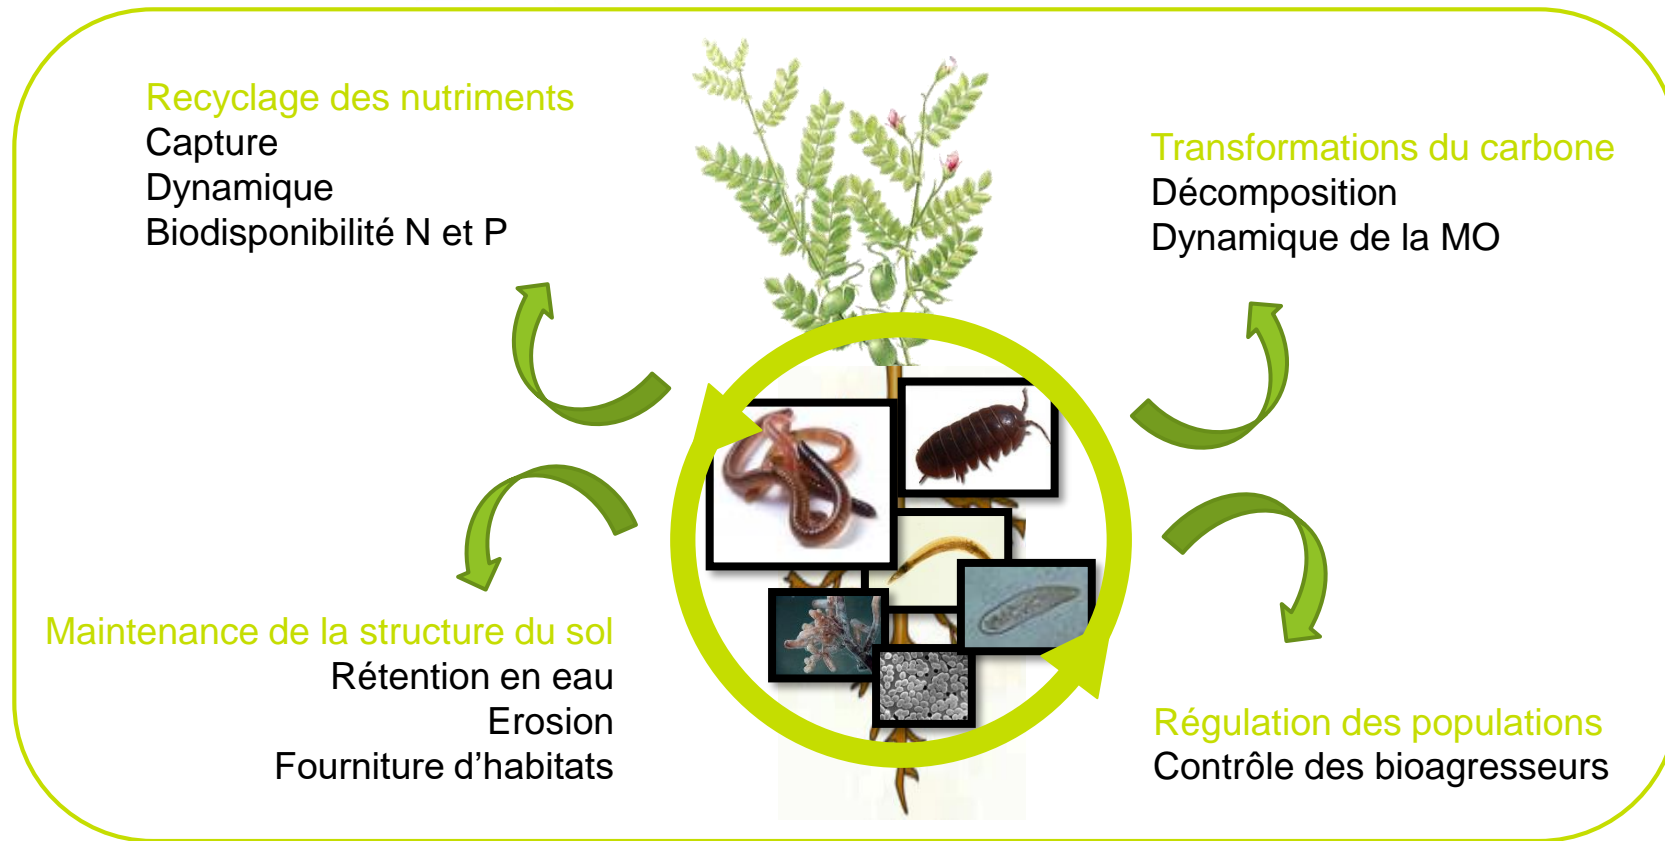 Recyclage des nutriments
Capture
Dynamique
Biodisponibilité N et P
Transformations du carbone
Décomposition
Dynamique de la MO
Maintenance de la structure du sol
Rétention en eau
Erosion
Fourniture d’habitats
Régulation des populations
Contrôle des bioagresseurs